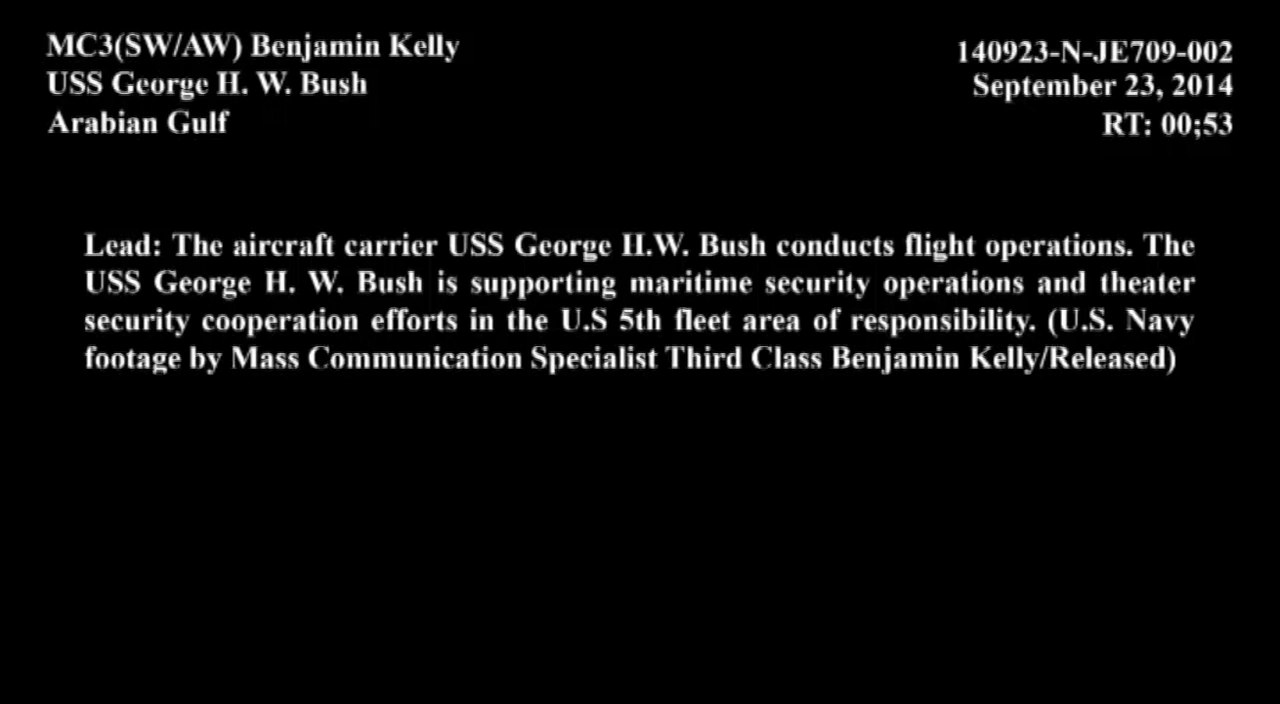 MC3(SW/AW) Benjamin Kelly
USS George H. W. Bush
Arabian Gulf
140923-N-JE709-002
September 23, 2014
RT: 00;53
Lead: The aircraft carrier USS George H.W. Bush conducts flight operations. The
USS George H. W. Bush is supporting maritime security operations and theater
security cooperation efforts in the U.S 5th fleet area of responsibility. (U.S. Navy
footage by Mass Communication Specialist Third Class Benjamin Kelly/Released)